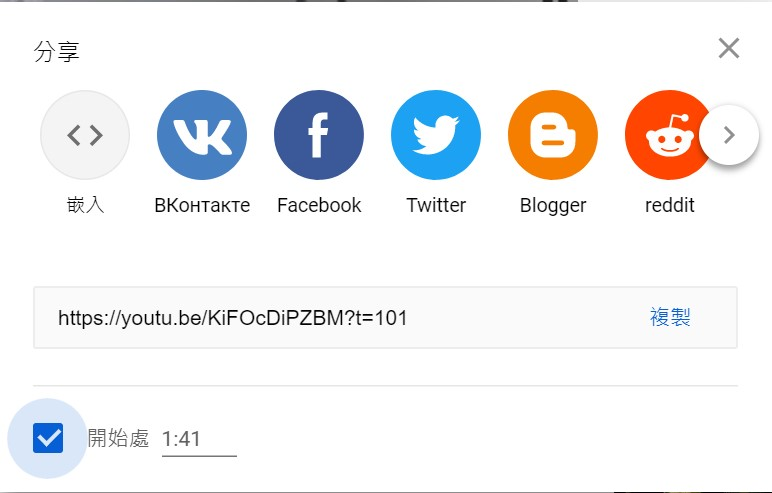 分享
嵌入 ВКонтакте Facebook Twitter Blogger reddit
https://youtu.be/KiFOcDiPZBM?t=101 複製
開始處 1:41